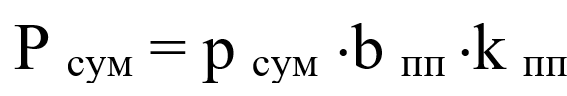 P сум = p сум ·b пп ·k пп